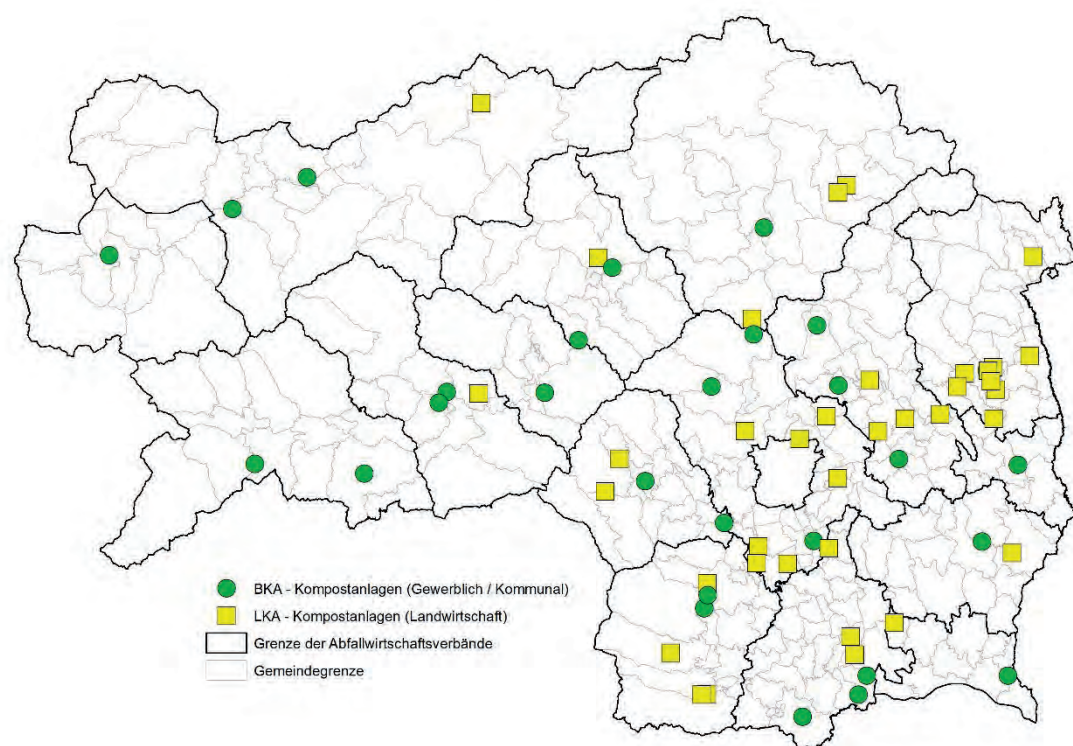 BKA - Kompostanlagen (Gewerblich / Kommunal)
LKA - Kompostanlagen (Landwirtschaft)
Grenze der Abfallwirtschaftsverbände
Gemeindegrenze